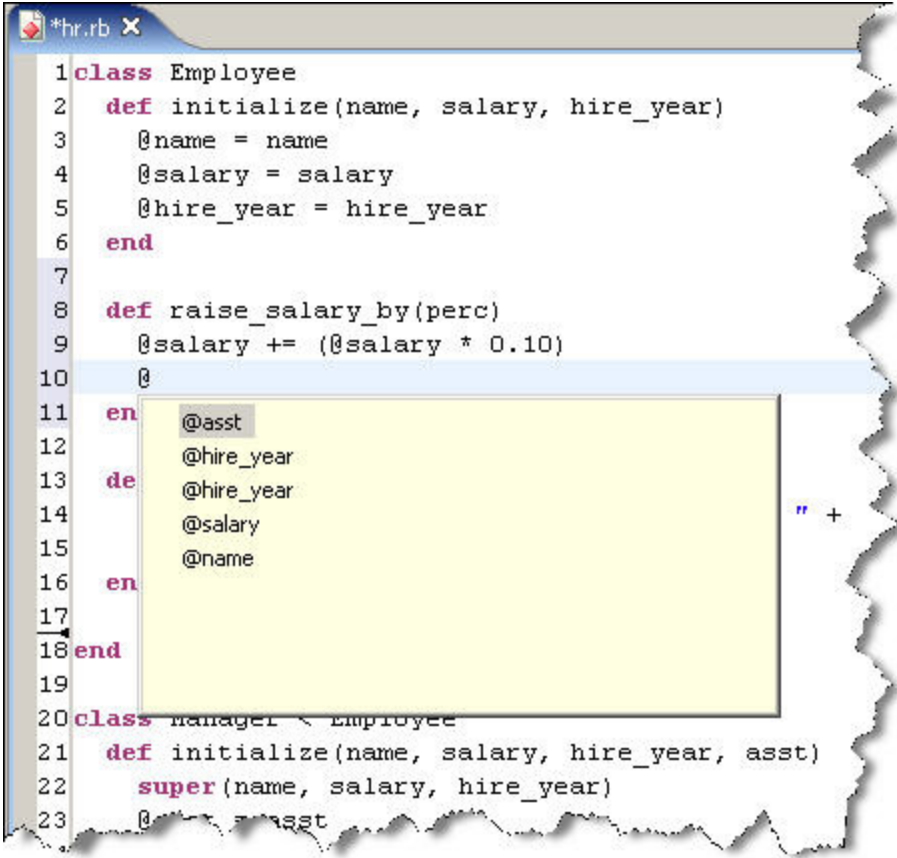 *hr.rb
1 class Employee
2 def initialize(name, salary, hire_year)
3 @name = name
4 @salary = salary
5 @hire_year = hire_year
6 end
7
8 def raise_salary_by(perc)
9 @salary += (@salary * 0.10)
10 @
11 en
@asst
@hire_year
@hire_year
@salary
@name
12
13 de
14 " +
15
16 en
17
18 end
19
20 class Manager < Employee
21 def initialize(name, salary, hire_year, asst)
22 super(name, salary, hire_year)
23 @ = asst